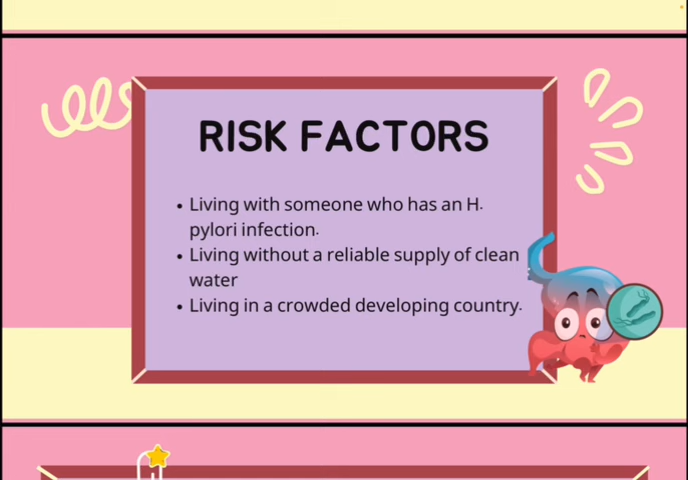 RISK FACTORS
• Living with someone who has an H.
pylori infection.
• Living without a reliable supply of clean
water
• Living in a crowded developing country.